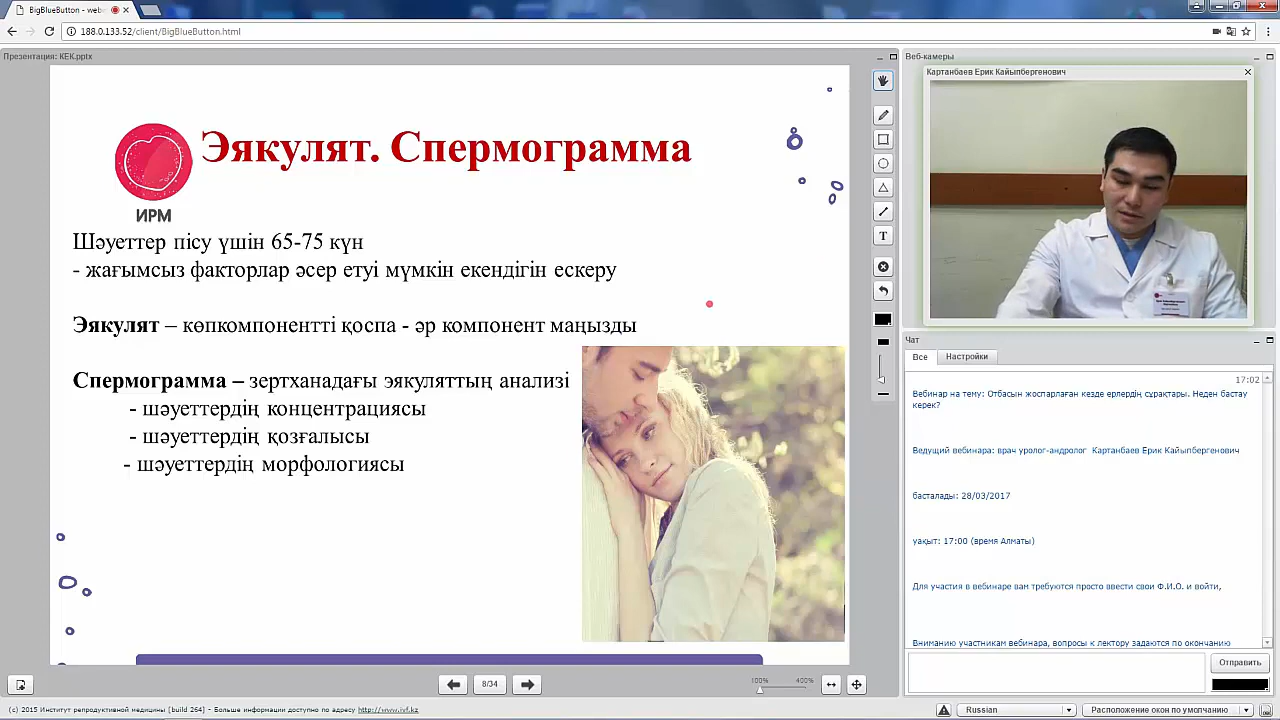 BigBlueButton - web
188.0.133.52/client/BigBlueButton.html
Презентация: КЕК.pptx
Эякулят. Спермограмма
ИРМ
Шәуеттер пісу үшін 65-75 күн
- жағымсыз факторлар әсер етуі мүмкін екендігін ескеру
Эякулят – көпкомпонентті қоспа - әр компонент маңызды
Спермограмма – зертханадағы эякуляттың анализі
- шәуеттердің концентрациясы
- шәуеттердің қозғалысы
- шәуеттердің морфологиясы
8/34
100%
400%
Веб-камеры
Картанбаев Ерик Кайыпбергенович
Чат
Все
Настройки
17:02
Вебинар на тему: Отбасын жоспарлаған кезде ерлердің сұрақтары. Неден бастау
керек?
Ведущий вебинара: врач уролог-андролог Картанбаев Ерик Кайыпбергенович
басталады: 28/03/2017
уақыт: 17:00 (время Алматы)
Для участия в вебинаре вам требуются просто ввести свои Ф.И.О. и войти,
Вниманию участникам вебинара, вопросы к лектору задаются по окончанию
Отправить
(c) 2015 Институт репродуктивной медицины [build 264] - Больше информации доступно по адресу http://www.ivf.kz
Russian
Расположение окон по умолчанию